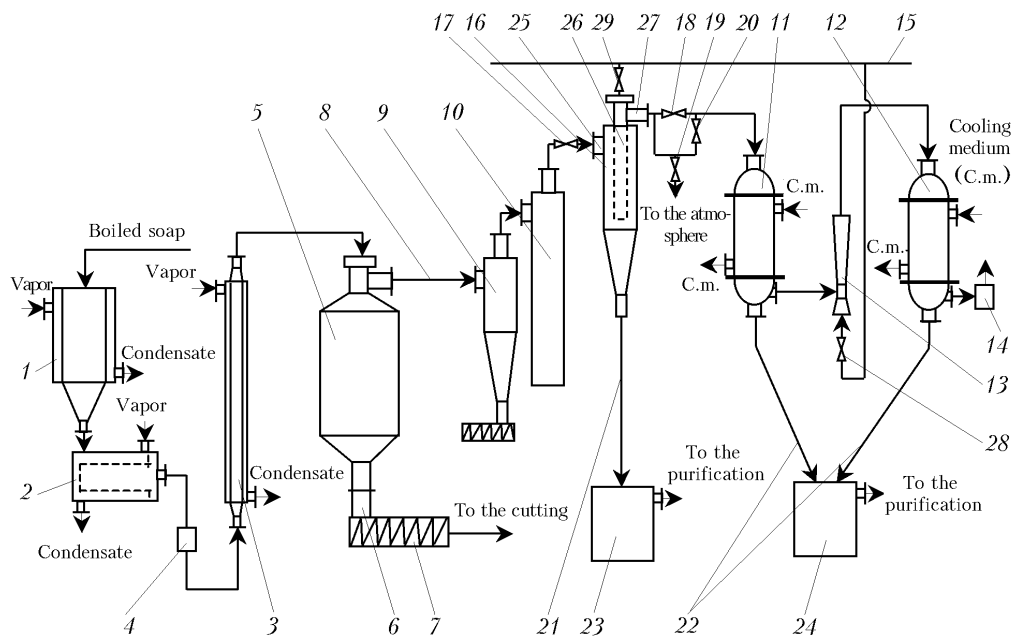 17 16 25 26 29 27 18 19 20 11 12 15
5 8 9 10
Cooling
medium
(C.m.)
C.m.
To the atmo-
sphere
Boiled soap
Vapor
Vapor
C.m.
C.m.
14
1
Condensate
13
Vapor
28
2
Condensate
To the
purification
To the
purification
To the cutting
Condensate
4 3 6 7 21 23 22 24